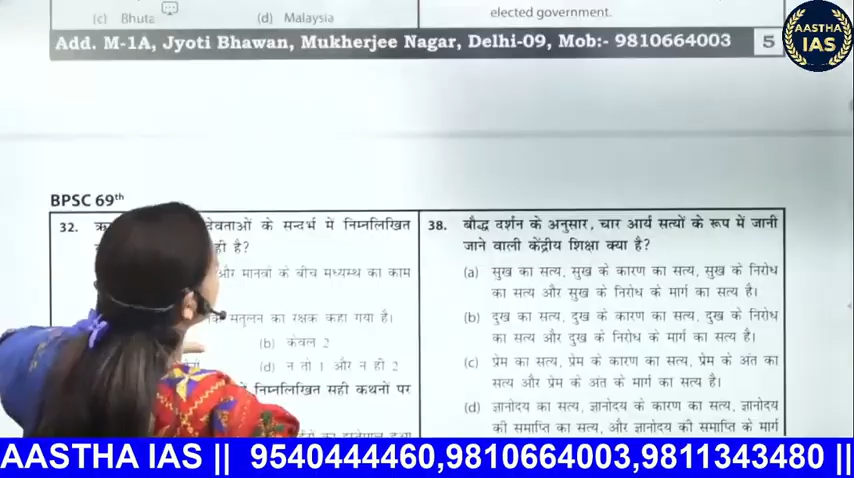 (c) Bhuta
(d) Malaysia
elected government.
Add. M-1A, Jyoti Bhawan, Mukherjee Nagar, Delhi-09, Mob:- 9810664003
5
AASTHA
IAS
BPSC 69th
32.
देवताओं के सन्दर्भ में निम्नलिखित
ही है?
और मानवों के बीच मध्यस्थ का काम
संतुलन का रक्षक कहा गया है।
(b) केवल 2
(d) न तो 1 और न ही 2
निम्नलिखित सही कथनों पर
38. बौद्ध दर्शन के अनुसार, चार आर्य सत्यों के रूप में जानी
जाने वाली केंद्रीय शिक्षा क्या है?
(a) सुख का सत्य, सुख के कारण का सत्य, सुख के निरोध
का सत्य और सुख के निरोध के मार्ग का सत्य है।
(b) दुख का सत्य, दुख के कारण का सत्य, दुख के निरोध
का सत्य और दुख के निरोध के मार्ग का सत्य है।
(c) प्रेम का सत्य, प्रेम के कारण का सत्य, प्रेम के अंत का
सत्य और प्रेम के अंत के मार्ग का सत्य है।
(d) ज्ञानोदय का सत्य, ज्ञानोदय के कारण का सत्य, ज्ञानोदय
की समाप्ति का सत्य, और ज्ञानोदय की समाप्ति के मार्ग
AASTHA IAS || 9540444460,9810664003,9811343480 ||